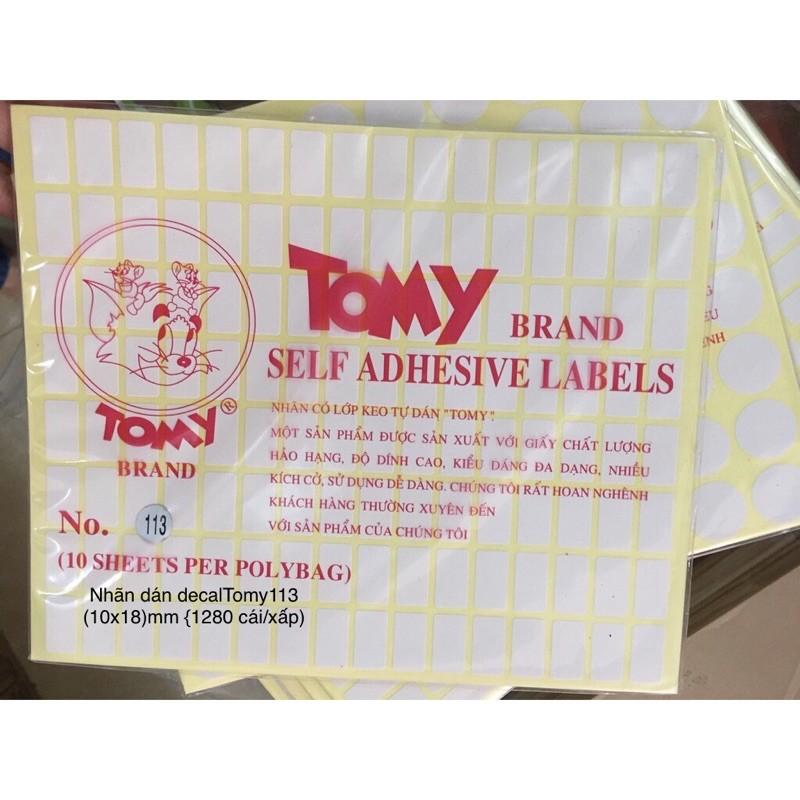 TOMY BRAND
SELF ADHESIVE LABELS
TOMY®
BRAND
NHÃN CÓ LỚP KEO TỰ DÁN "TOMY".
MỘT SẢN PHẨM ĐƯỢC SẢN XUẤT VỚI GIẤY CHẤT LƯỢNG
HẢO HẠNG, ĐỘ DÍNH CAO, KIỂU DÁNG ĐA DẠNG, NHIỀU
KÍCH CỞ, SỬ DỤNG DỄ DÀNG. CHÚNG TÔI RẤT HOAN NGHÊNH
KHÁCH HÀNG THƯỜNG XUYÊN ĐẾN
VỚI SẢN PHẨM CỦA CHÚNG TÔI
No. 113
(10 SHEETS PER POLYBAG)
Nhãn dán decalTomy113
(10x18)mm {1280 cái/xấp)